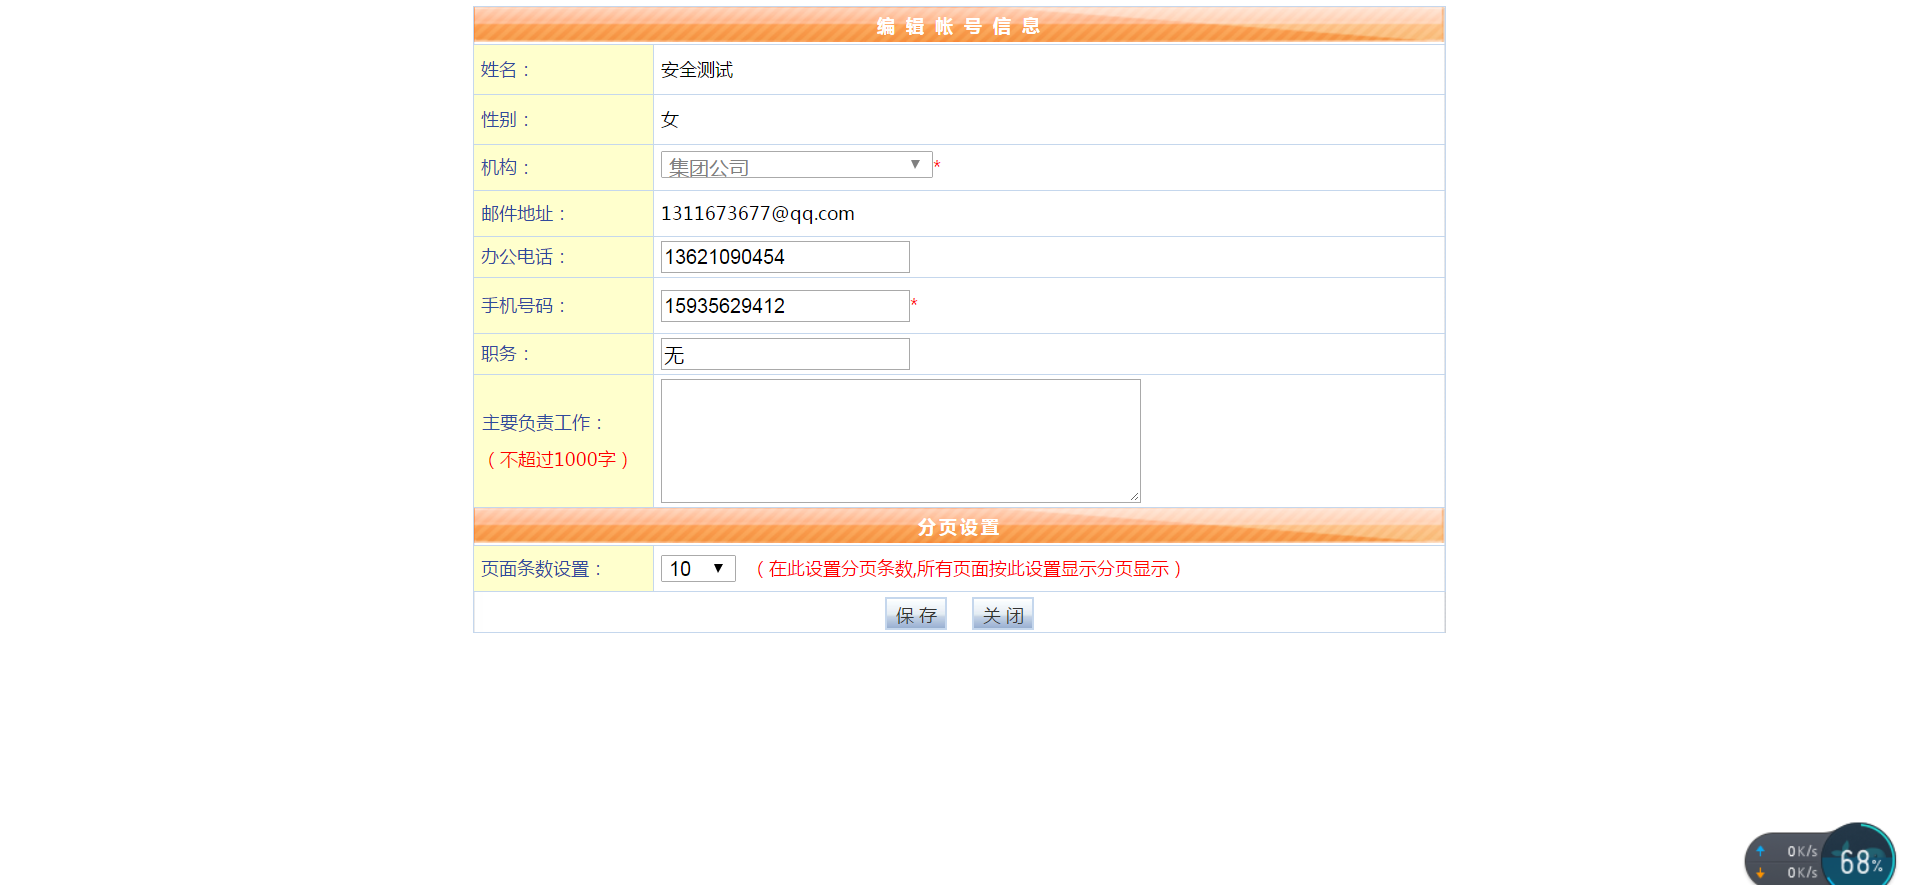 编 辑 帐 号 信 息
姓名： 安全测试
性别： 女
机构： 集团公司 ▼ *
邮件地址： 1311673677@qq.com
办公电话： 13621090454
手机号码： 15935629412 *
职务： 无
主要负责工作：
（不超过1000字）
分页设置
页面条数设置： 10 ▼ （在此设置分页条数,所有页面按此设置显示分页显示）
保 存 关 闭
0K/s
0K/s
68%